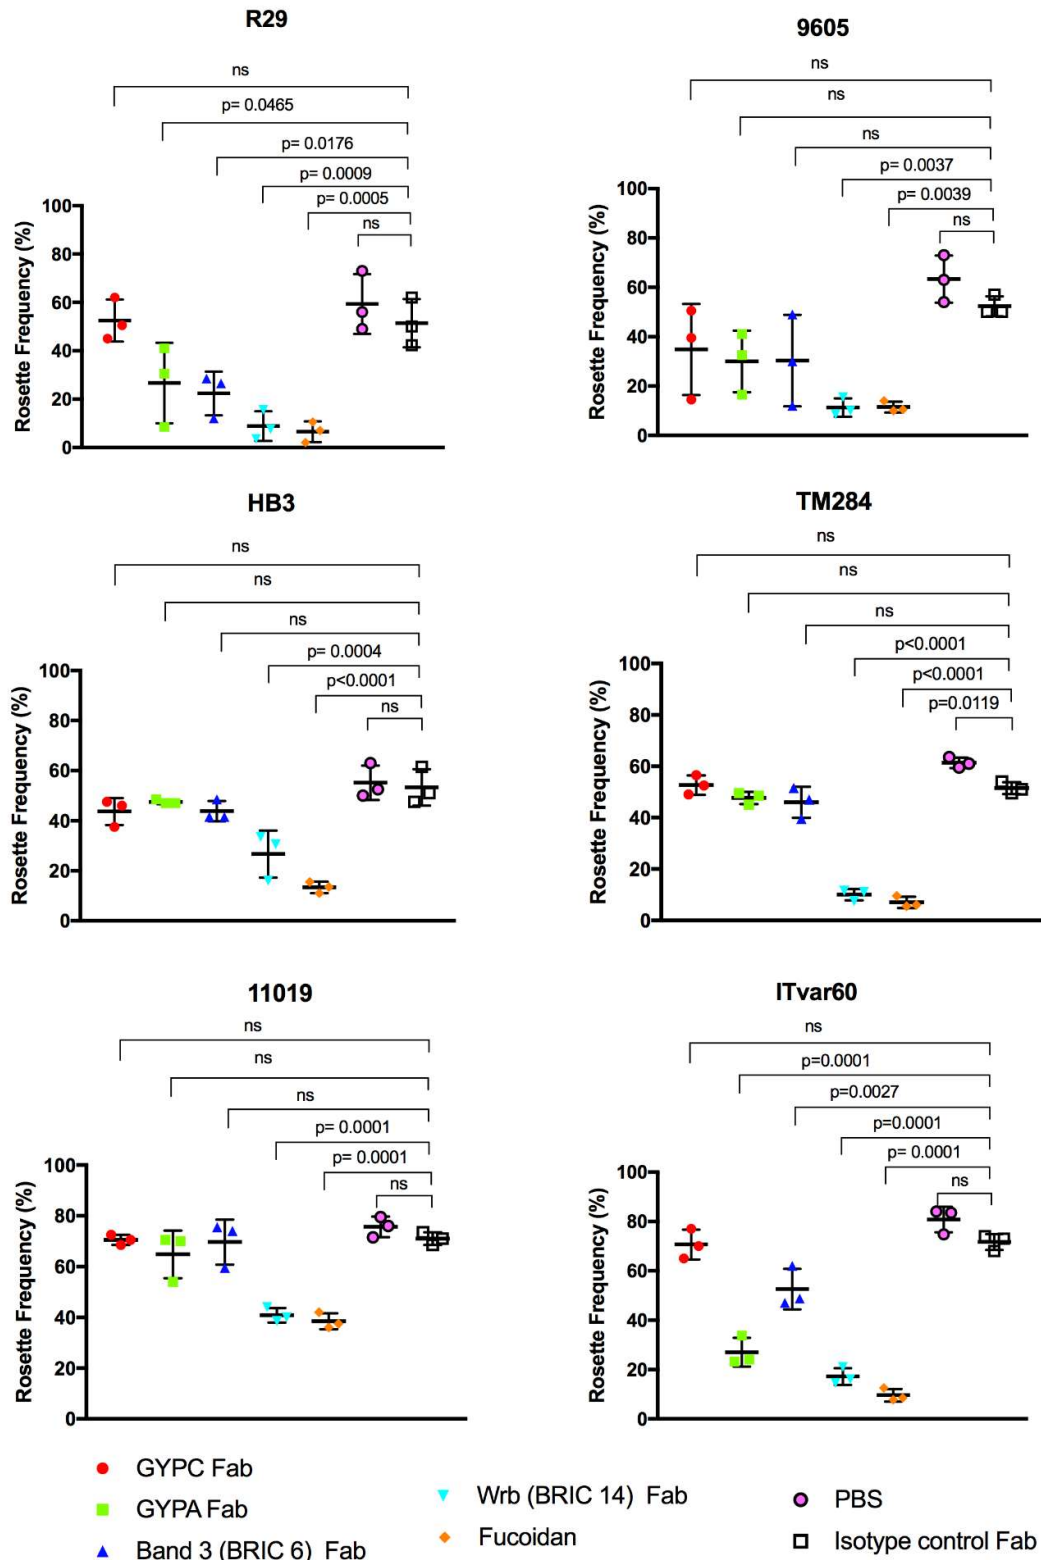 R29
ns
p= 0.0465
p= 0.0176
p= 0.0009
p= 0.0005
ns
Rosette Frequency (%)
100
80
60
40
20
0
9605
ns
ns
ns
p= 0.0037
p= 0.0039
ns
Rosette Frequency (%)
100
80
60
40
20
0
HB3
ns
ns
ns
p= 0.0004
p<0.0001
ns
Rosette Frequency (%)
100
80
60
40
20
0
TM284
ns
ns
ns
p<0.0001
p<0.0001
p=0.0119
Rosette Frequency (%)
100
80
60
40
20
0
11019
ns
ns
ns
p= 0.0001
p= 0.0001
ns
Rosette Frequency (%)
100
80
60
40
20
0
ITvar60
ns
p=0.0001
p=0.0027
p=0.0001
p= 0.0001
ns
Rosette Frequency (%)
100
80
60
40
20
0
GYPC Fab
GYPA Fab
Band 3 (BRIC 6) Fab
Wrb (BRIC 14) Fab
Fucoidan
PBS
Isotype control Fab